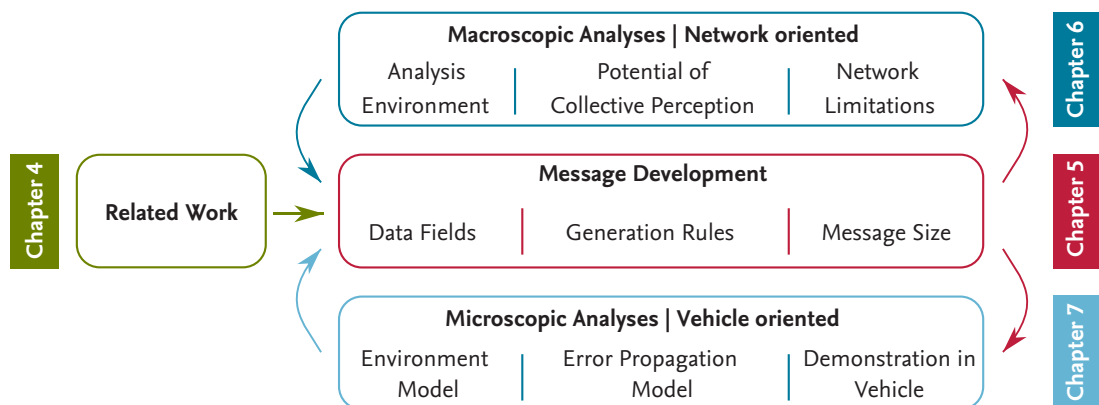 Macroscopic Analyses | Network oriented
Analysis Environment
Potential of Collective Perception
Network Limitations
Chapter 6
Chapter 4
Related Work
Message Development
Data Fields
Generation Rules
Message Size
Chapter 5
Microscopic Analyses | Vehicle oriented
Environment Model
Error Propagation Model
Demonstration in Vehicle
Chapter 7